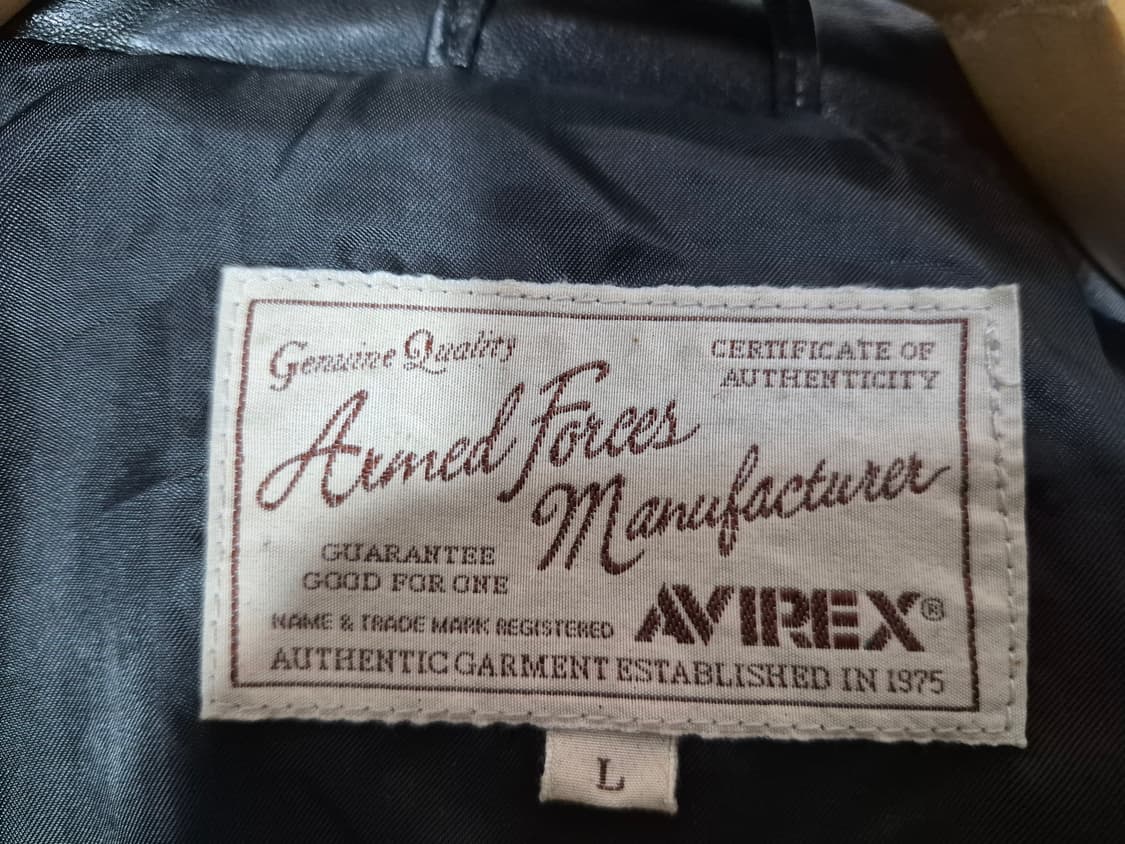 Genuine Quality
CERTIFICATE OF
AUTHENTICITY
Armed Forces
Manufacturer
GUARANTEE
GOOD FOR ONE
NAME & TRADE MARK REGISTERED
AVIREX®
AUTHENTIC GARMENT ESTABLISHED IN 1975
L